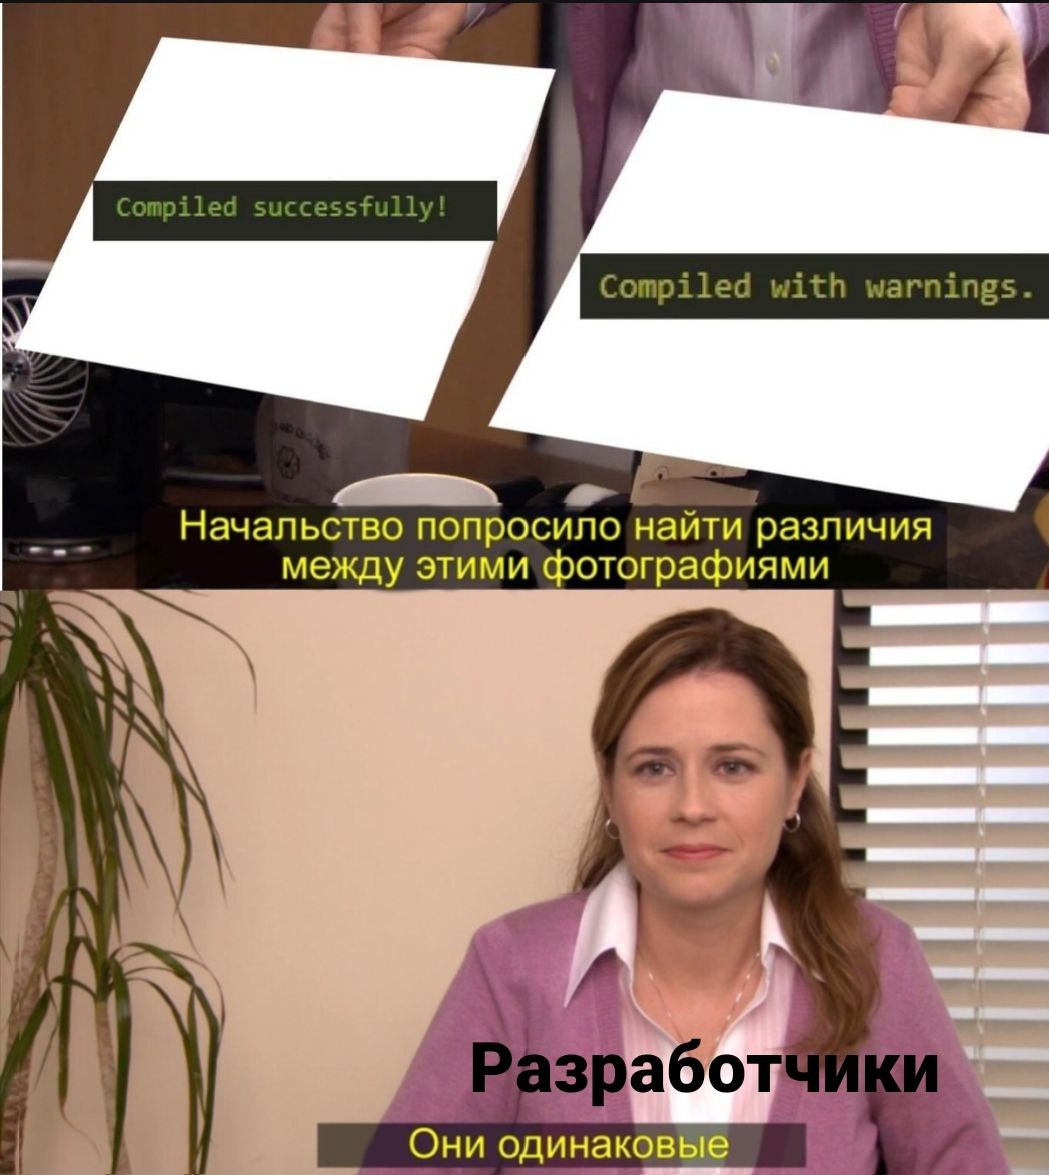 Compiled successfully!
Compiled with warnings.
Начальство попросило найти различия
между этими фотографиями
Разработчики
Они одинаковые